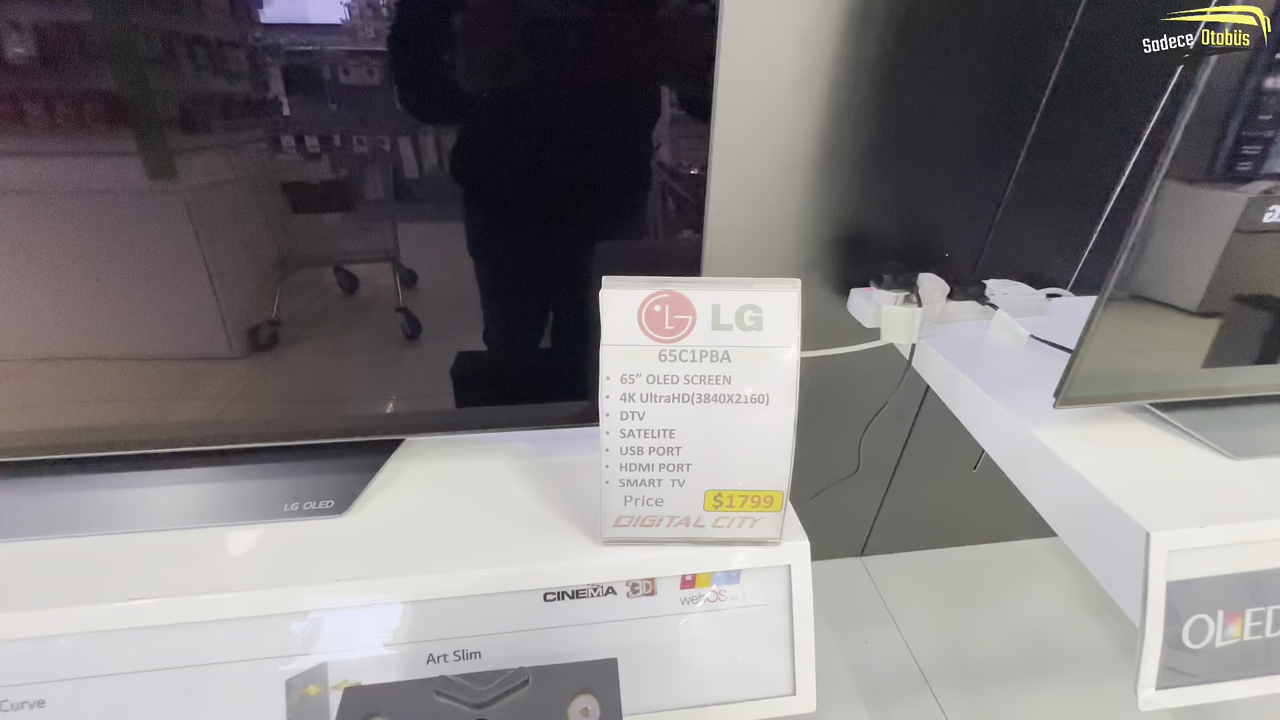 Sadece Otobüs
LG
65C1PBA
• 65” OLED SCREEN
• 4K UltraHD(3840X2160)
• DTV
• SATELITE
• USB PORT
• HDMI PORT
• SMART TV
Price $1799
DIGITAL CITY
LG OLED
CINEMA 3D
webOS
Art Slim
Curve
OLED